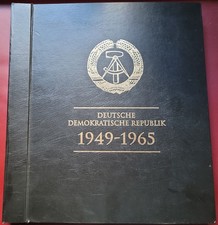 DEUTSCHE
DEMOKRATISCHE REPUBLIK
1949-1965